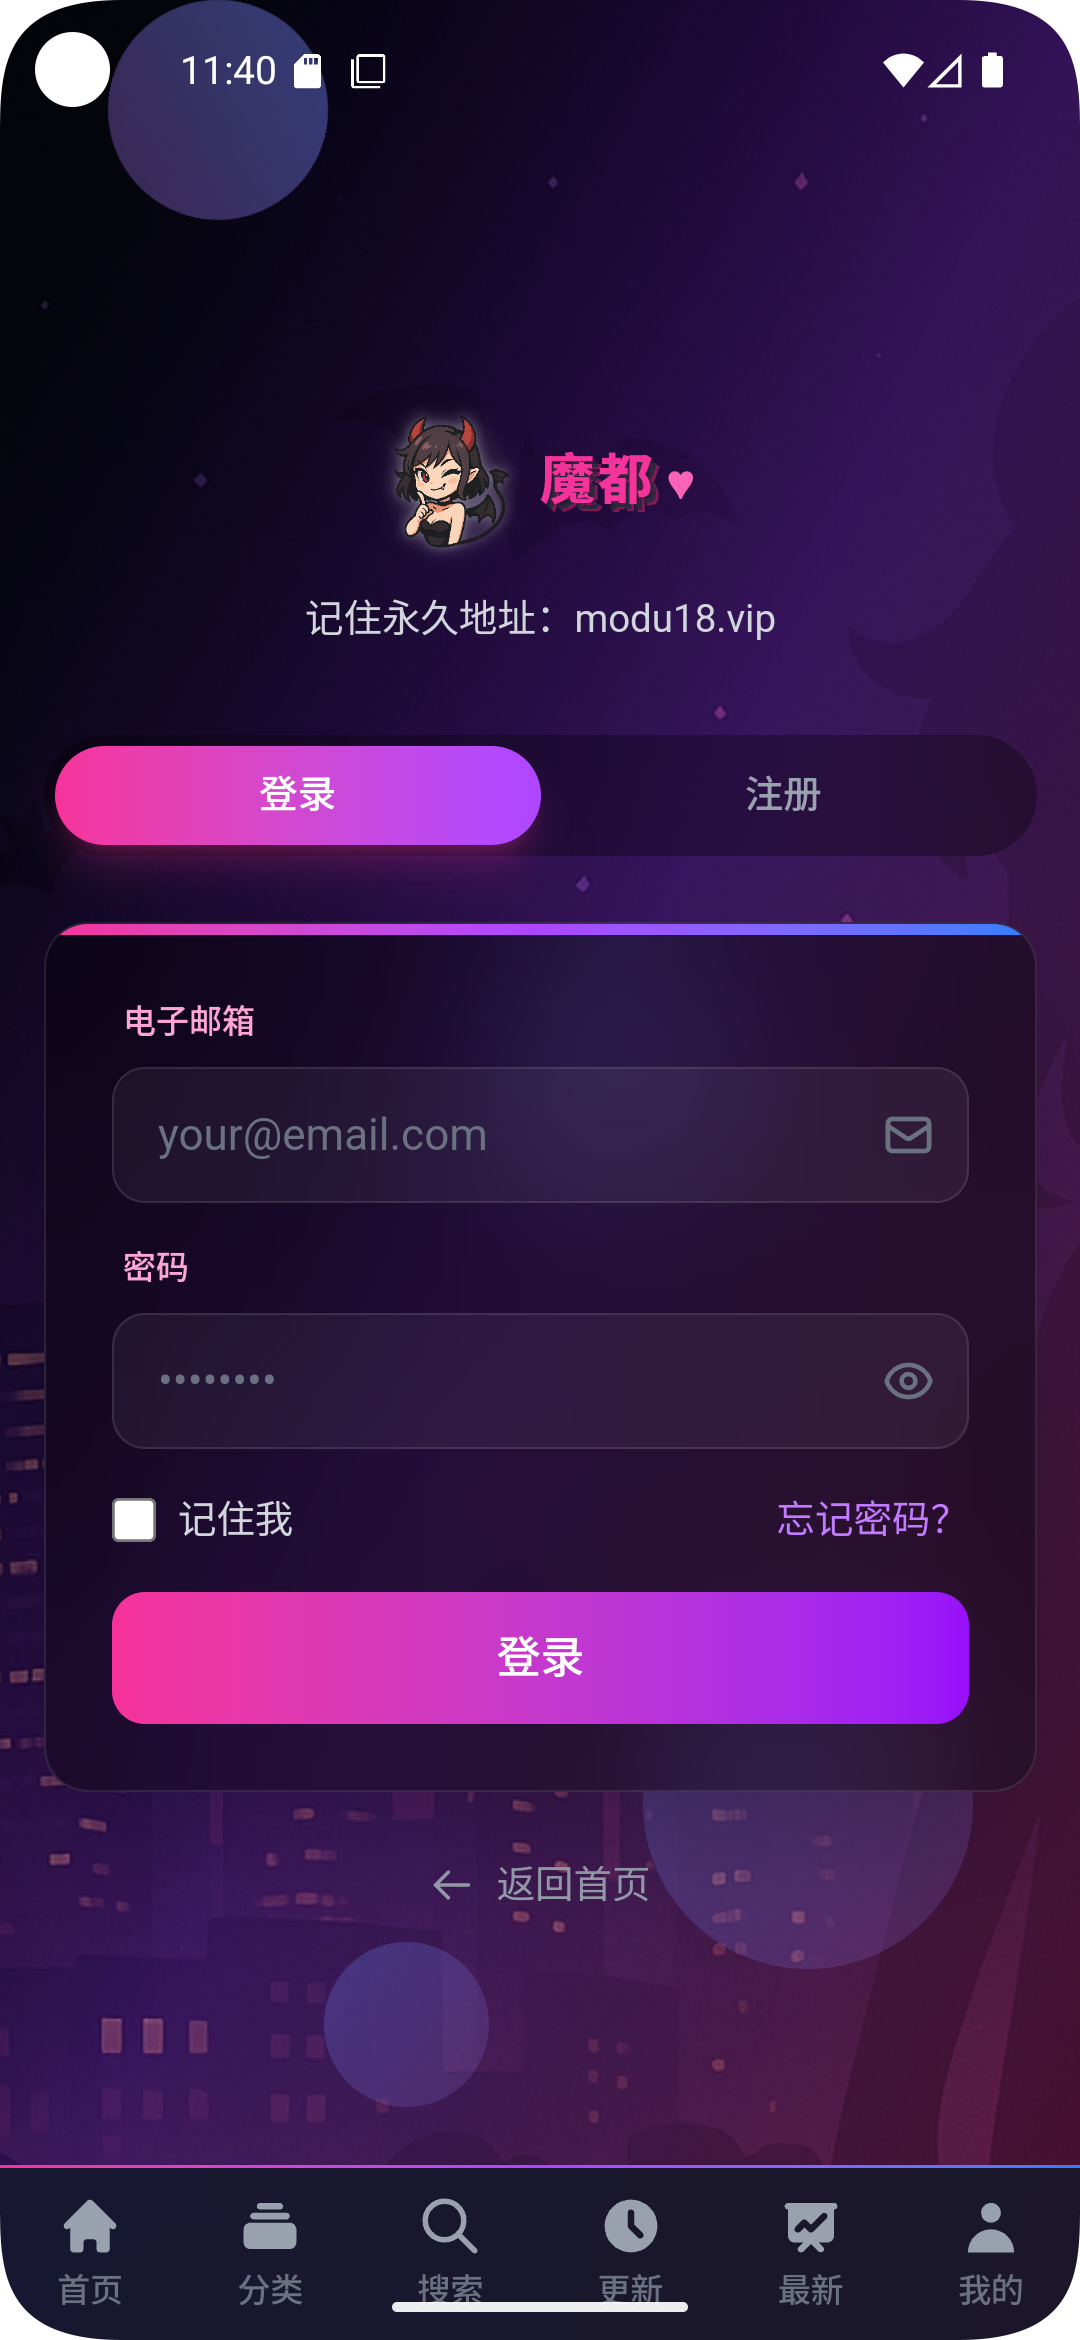 11:40
魔都♥
记住永久地址：modu18.vip
登录
注册
电子邮箱
your@email.com
密码
••••••••
记住我
忘记密码?
登录
← 返回首页
首页
分类
搜索
更新
最新
我的